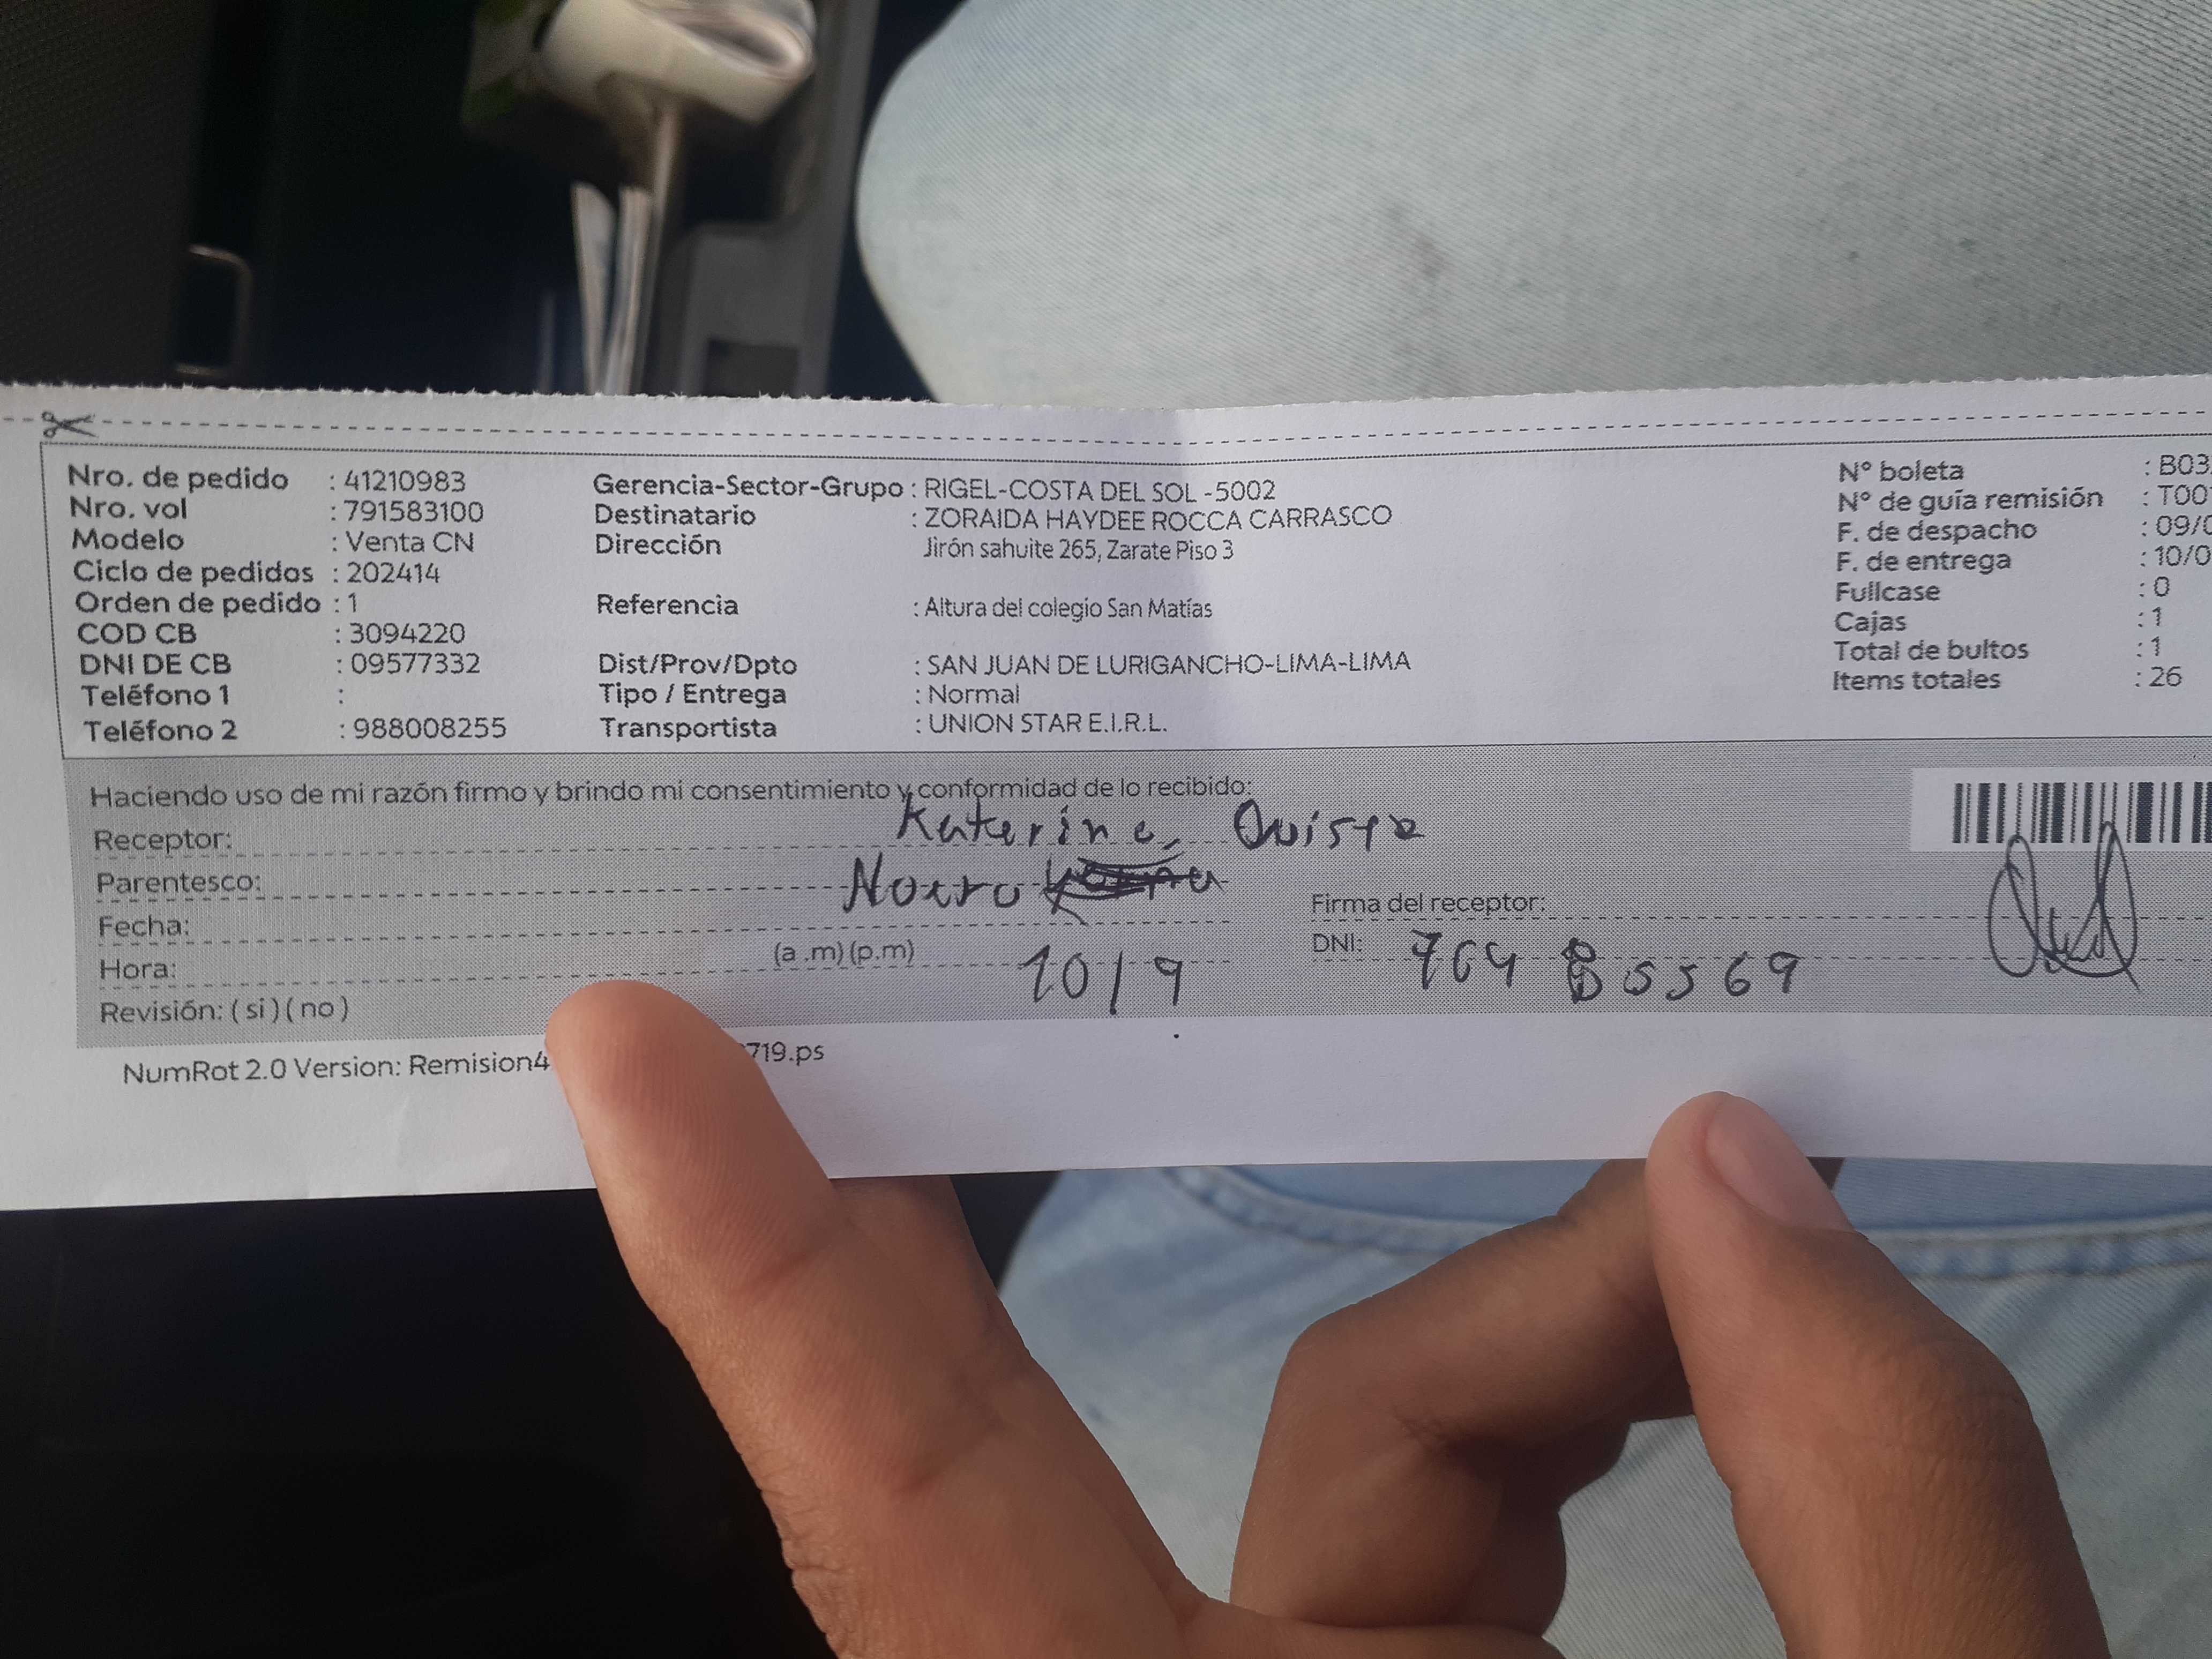 Nro. de pedido : 41210983
Nro. vol : 791583100
Modelo : Venta CN
Ciclo de pedidos : 202414
Orden de pedido : 1
COD CB : 3094220
DNI DE CB : 09577332
Teléfono 1 :
Teléfono 2 : 988008255
Gerencia-Sector-Grupo : RIGEL-COSTA DEL SOL -5002
Destinatario : ZORAIDA HAYDEE ROCCA CARRASCO
Dirección Jirón sahuite 265, Zarate Piso 3
Referencia : Altura del colegio San Matías
Dist/Prov/Dpto : SAN JUAN DE LURIGANCHO-LIMA-LIMA
Tipo / Entrega : Normal
Transportista : UNION STAR E.I.R.L.
N° boleta : B03
N° de guía remisión : T00
F. de despacho : 09/0
F. de entrega : 10/0
Fullcase : 0
Cajas : 1
Total de bultos : 1
Items totales : 26
Haciendo uso de mi razón firmo y brindo mi consentimiento y conformidad de lo recibido:
Receptor: Katerine Quispe
Parentesco:
Fecha:
Hora: (a .m) (p.m) 10/9
Revisión: ( si ) ( no )
Firma del receptor:
DNI: 764 5569
NumRot 2.0 Version: Remision4 719.ps